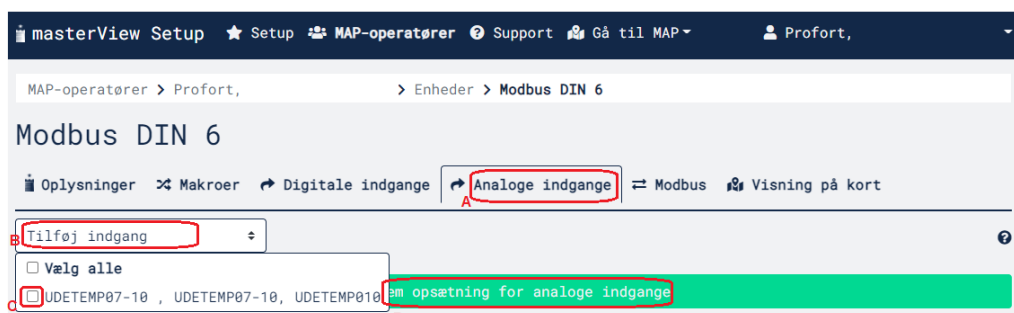 masterView Setup Setup MAP-operatører Support Gå til MAP Profort,
MAP-operatører > Profort, > Enheder > Modbus DIN 6
Modbus DIN 6
Oplysninger Makroer Digitale indgange Analoge indgange Modbus Visning på kort
A
B Tilføj indgang
Vælg alle
C UDETEMP07-10 , UDETEMP07-10, UDETEMP010 em opsætning for analoge indgange